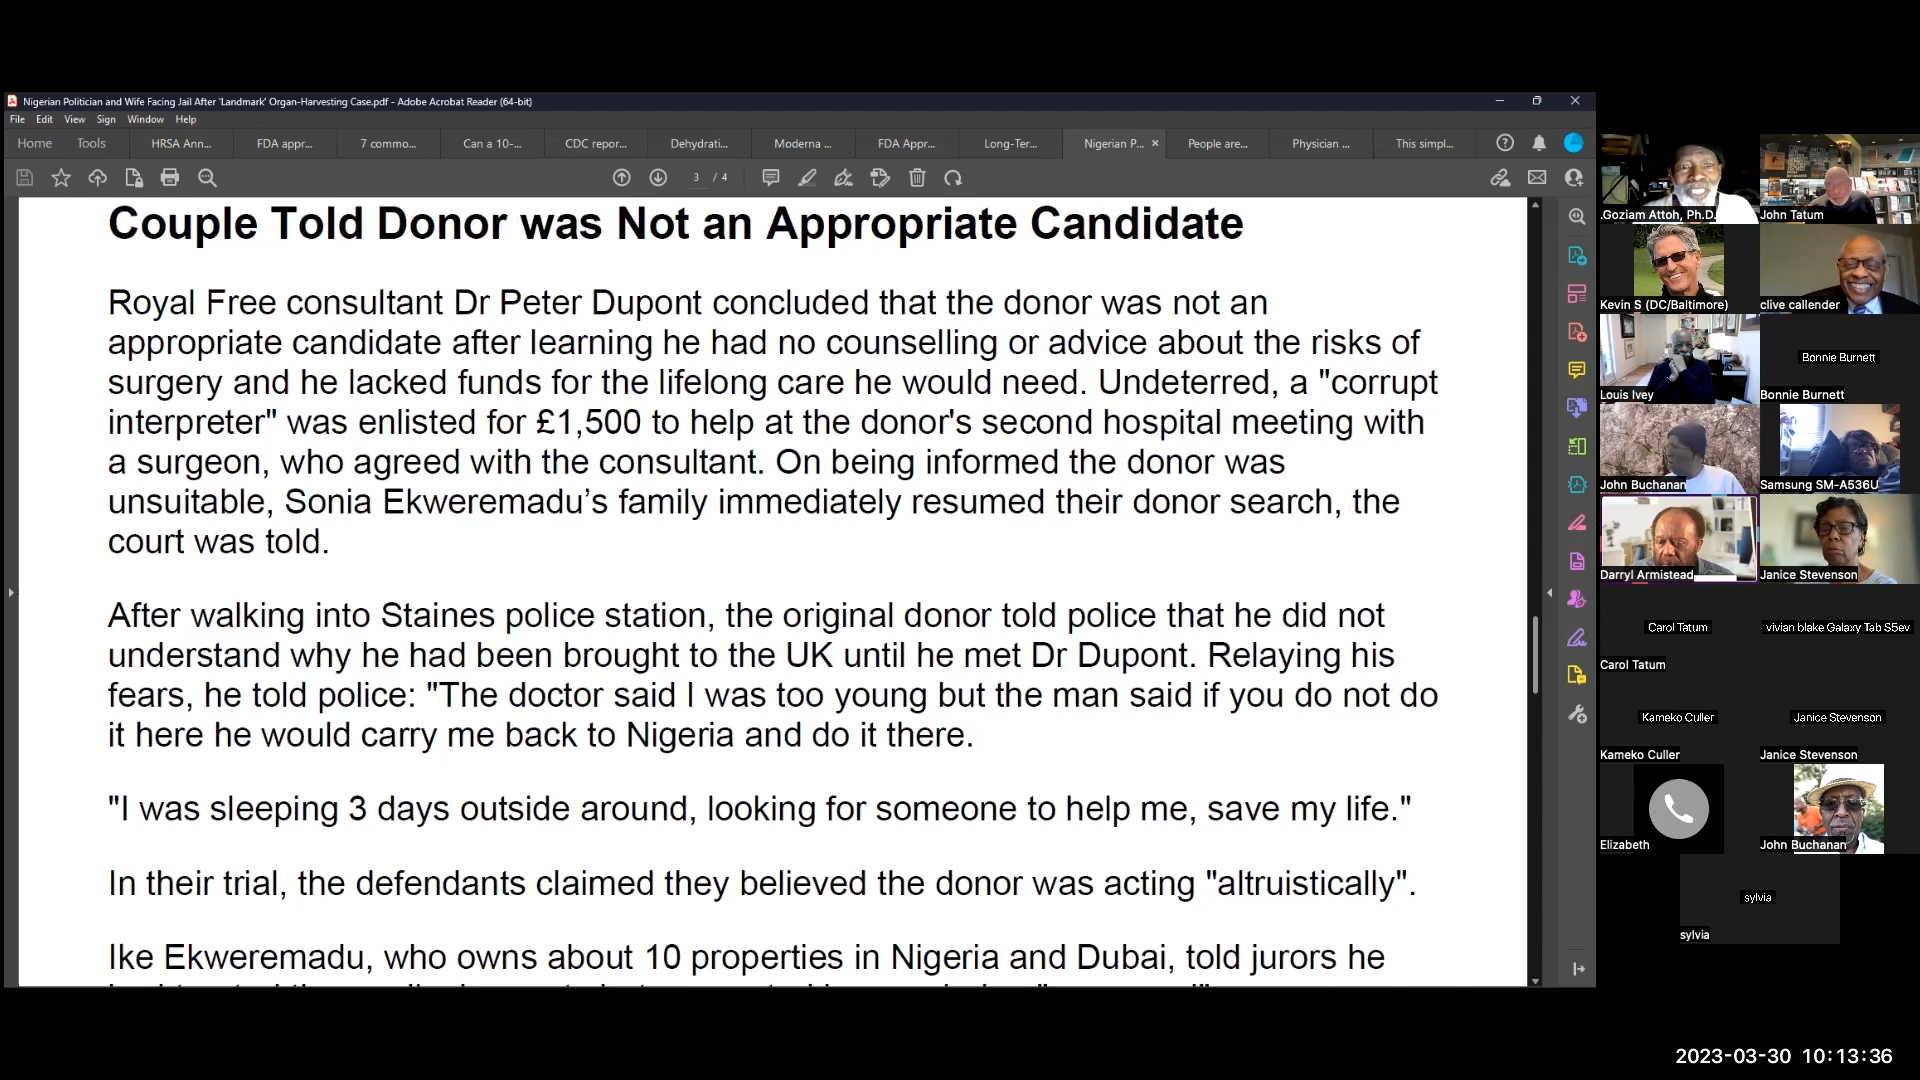 Nigerian Politician and Wife Facing Jail After 'Landmark' Organ-Harvesting Case.pdf - Adobe Acrobat Reader (64-bit)
File Edit View Sign Window Help
Home Tools HRSA Ann... FDA appr... 7 commo... Can a 10-... CDC repor... Dehydrati... Moderna ... FDA Appr... Long-Ter... Nigerian P... × People are... Physician ... This simpl...
3 / 4
Couple Told Donor was Not an Appropriate Candidate
Royal Free consultant Dr Peter Dupont concluded that the donor was not an
appropriate candidate after learning he had no counselling or advice about the risks of
surgery and he lacked funds for the lifelong care he would need. Undeterred, a "corrupt
interpreter" was enlisted for £1,500 to help at the donor's second hospital meeting with
a surgeon, who agreed with the consultant. On being informed the donor was
unsuitable, Sonia Ekweremadu’s family immediately resumed their donor search, the
court was told.
After walking into Staines police station, the original donor told police that he did not
understand why he had been brought to the UK until he met Dr Dupont. Relaying his
fears, he told police: "The doctor said I was too young but the man said if you do not do
it here he would carry me back to Nigeria and do it there.
"I was sleeping 3 days outside around, looking for someone to help me, save my life."
In their trial, the defendants claimed they believed the donor was acting "altruistically".
Ike Ekweremadu, who owns about 10 properties in Nigeria and Dubai, told jurors he
.Goziam Attoh, Ph.D.
John Tatum
Kevin S (DC/Baltimore)
clive callender
Louis Ivey
Bonnie Burnett
Bonnie Burnett
John Buchanan
Samsung SM-A536U
Darryl Armistead
Janice Stevenson
Carol Tatum
vivian blake Galaxy Tab S5ev
Carol Tatum
Kameko Culler
Janice Stevenson
Kameko Culler
Janice Stevenson
Elizabeth
John Buchanan
sylvia
sylvia
2023-03-30 10:13:36